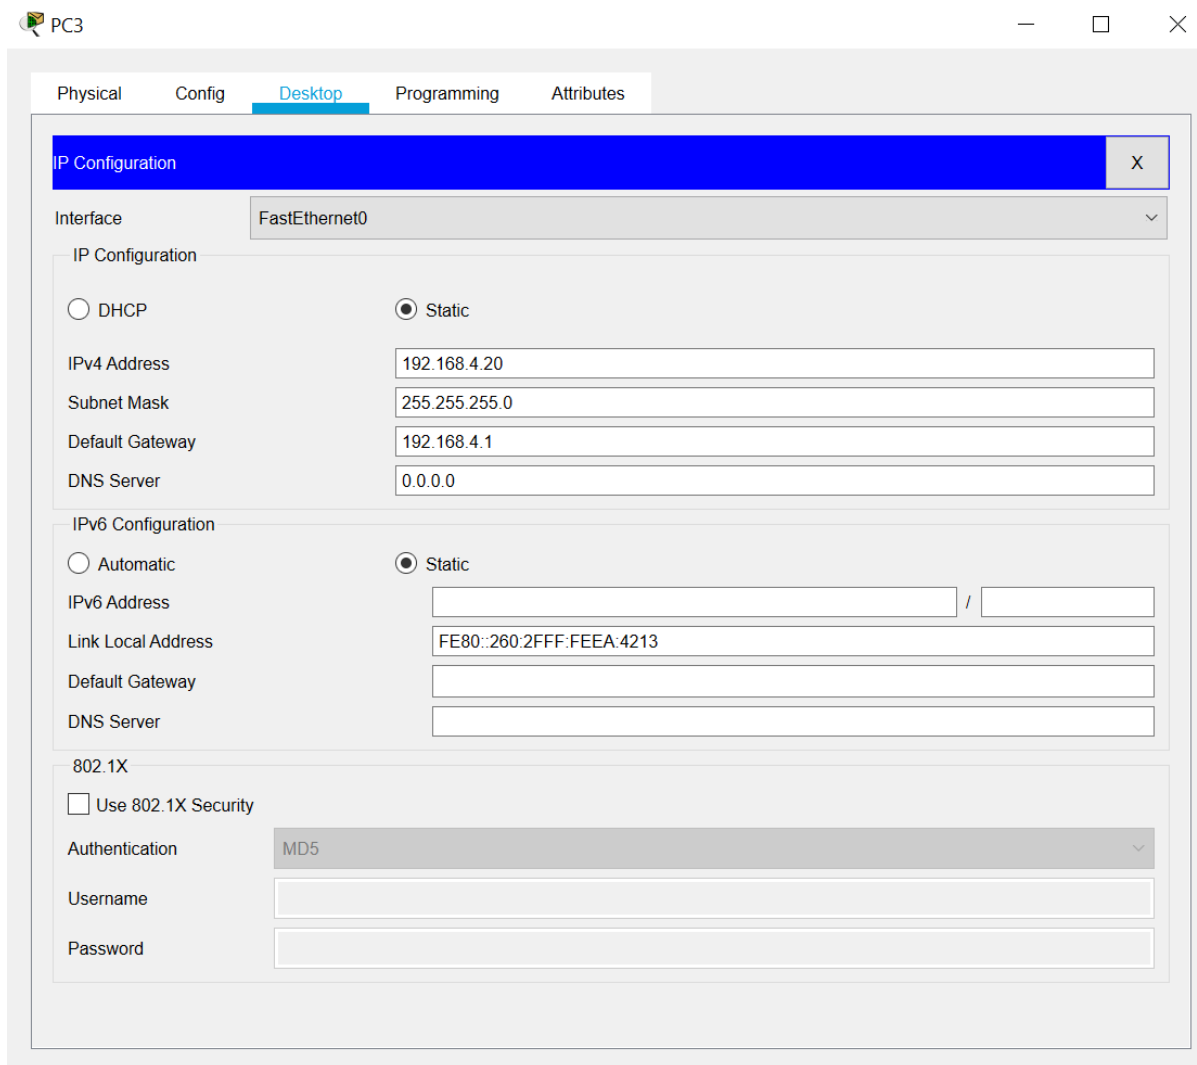 PC3
Physical Config Desktop Programming Attributes
IP Configuration X
Interface FastEthernet0
IP Configuration
DHCP Static
IPv4 Address 192.168.4.20
Subnet Mask 255.255.255.0
Default Gateway 192.168.4.1
DNS Server 0.0.0.0
IPv6 Configuration
Automatic Static
IPv6 Address /
Link Local Address FE80::260:2FFF:FEEA:4213
Default Gateway
DNS Server
802.1X
Use 802.1X Security
Authentication MD5
Username
Password